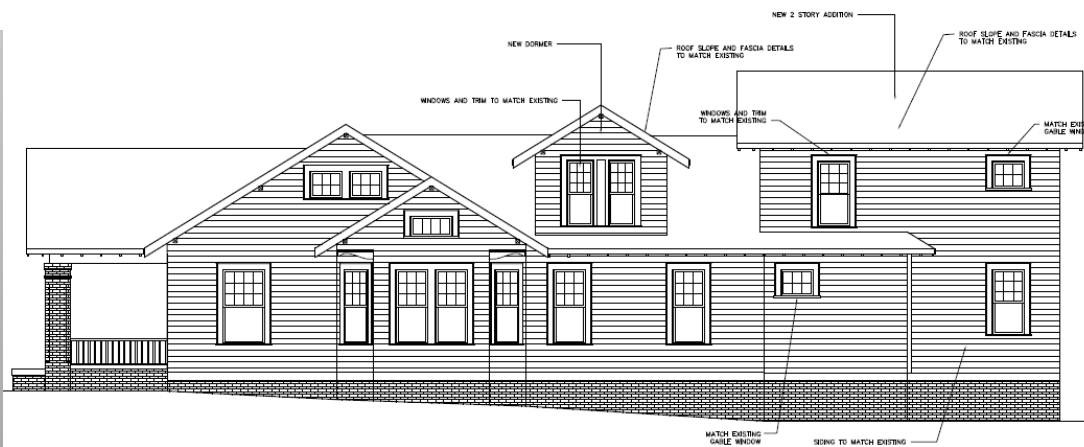 NEW 2 STORY ADDITION
ROOF SLOPE AND FASCIA DETAILS
TO MATCH EXISTING
NEW DORMER
ROOF SLOPE AND FASCIA DETAILS
TO MATCH EXISTING
WINDOWS AND TRIM TO MATCH EXISTING
WINDOWS AND TRIM
TO MATCH EXISTING
MATCH EXIS
GABLE WIN
MATCH EXISTING
GABLE WINDOW
SIDING TO MATCH EXISTING